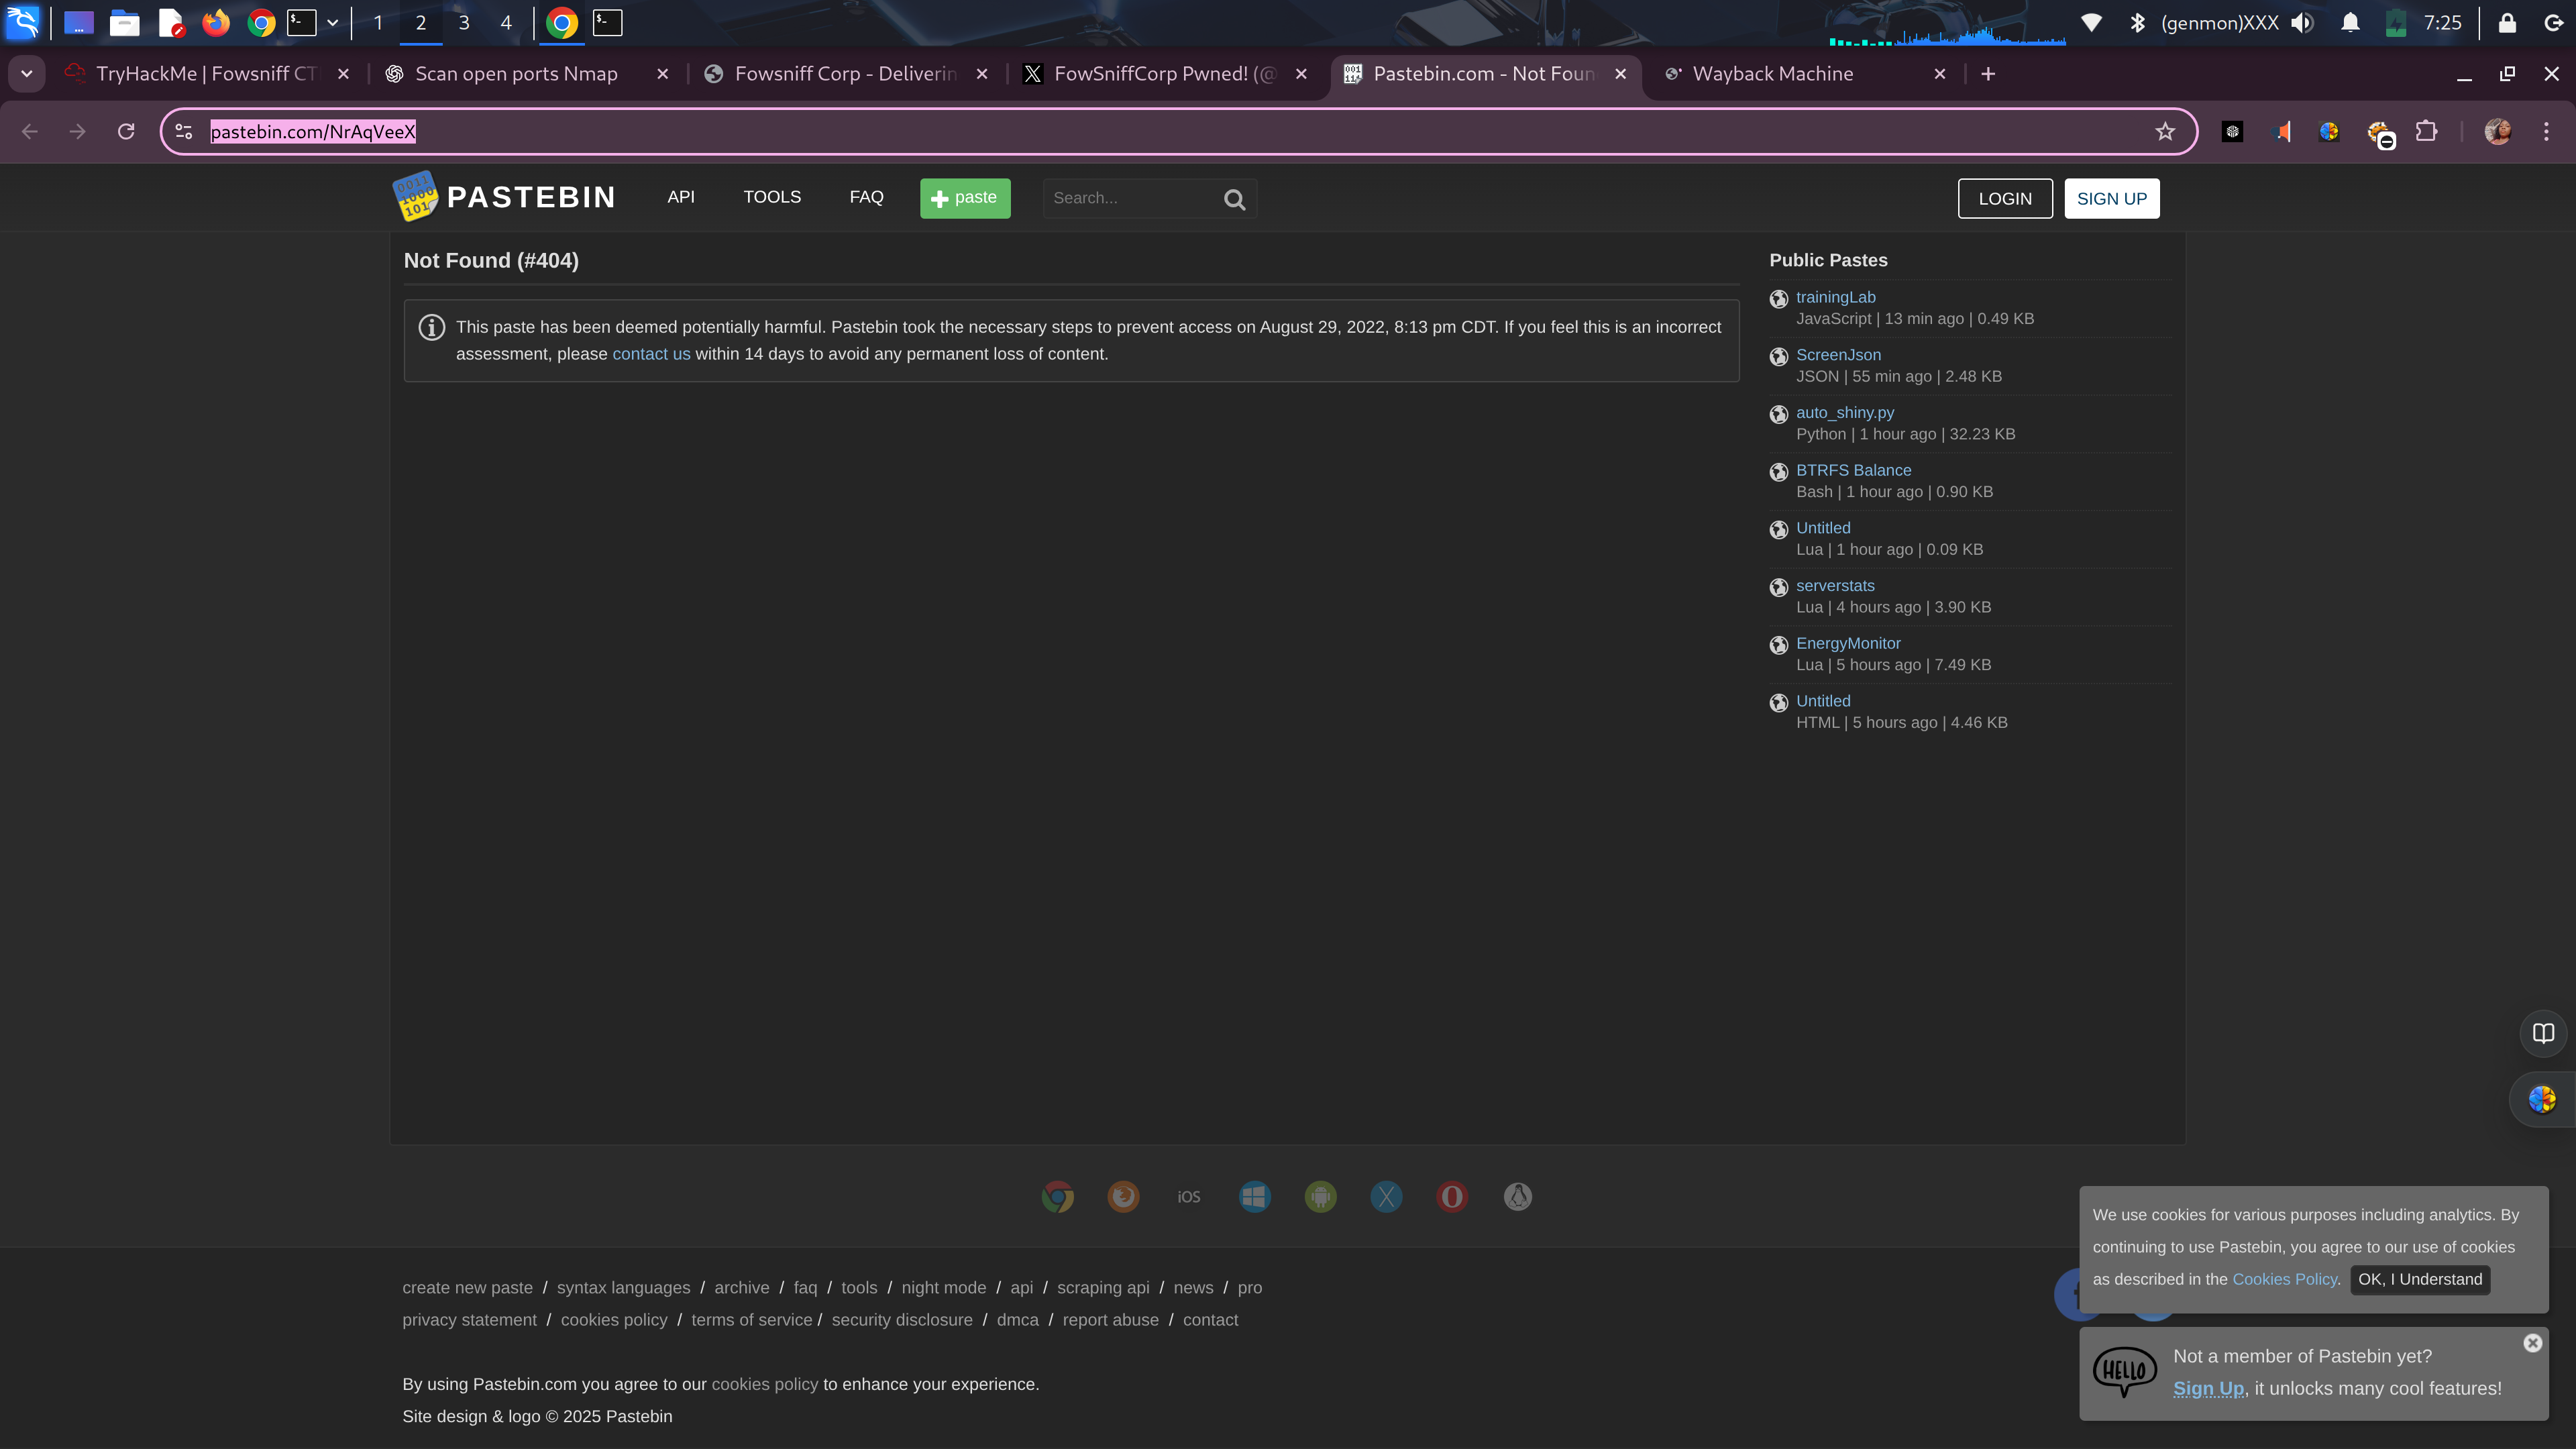 1 2 3 4
(genmon)XXX
7:25
TryHackMe | Fowsniff CT
Scan open ports Nmap
Fowsniff Corp - Deliverin
FowSniffCorp Pwned! (@
Pastebin.com - Not Foun
Wayback Machine
pastebin.com/NrAqVeeX
PASTEBIN
API
TOOLS
FAQ
paste
Search...
LOGIN
SIGN UP
Not Found (#404)
This paste has been deemed potentially harmful. Pastebin took the necessary steps to prevent access on August 29, 2022, 8:13 pm CDT. If you feel this is an incorrect
assessment, please contact us within 14 days to avoid any permanent loss of content.
Public Pastes
trainingLab
JavaScript | 13 min ago | 0.49 KB
ScreenJson
JSON | 55 min ago | 2.48 KB
auto_shiny.py
Python | 1 hour ago | 32.23 KB
BTRFS Balance
Bash | 1 hour ago | 0.90 KB
Untitled
Lua | 1 hour ago | 0.09 KB
serverstats
Lua | 4 hours ago | 3.90 KB
EnergyMonitor
Lua | 5 hours ago | 7.49 KB
Untitled
HTML | 5 hours ago | 4.46 KB
iOS
create new paste / syntax languages / archive / faq / tools / night mode / api / scraping api / news / pro
privacy statement / cookies policy / terms of service / security disclosure / dmca / report abuse / contact
By using Pastebin.com you agree to our cookies policy to enhance your experience.
Site design & logo © 2025 Pastebin
We use cookies for various purposes including analytics. By
continuing to use Pastebin, you agree to our use of cookies
as described in the Cookies Policy. OK, I Understand
HELLO
Not a member of Pastebin yet?
Sign Up, it unlocks many cool features!